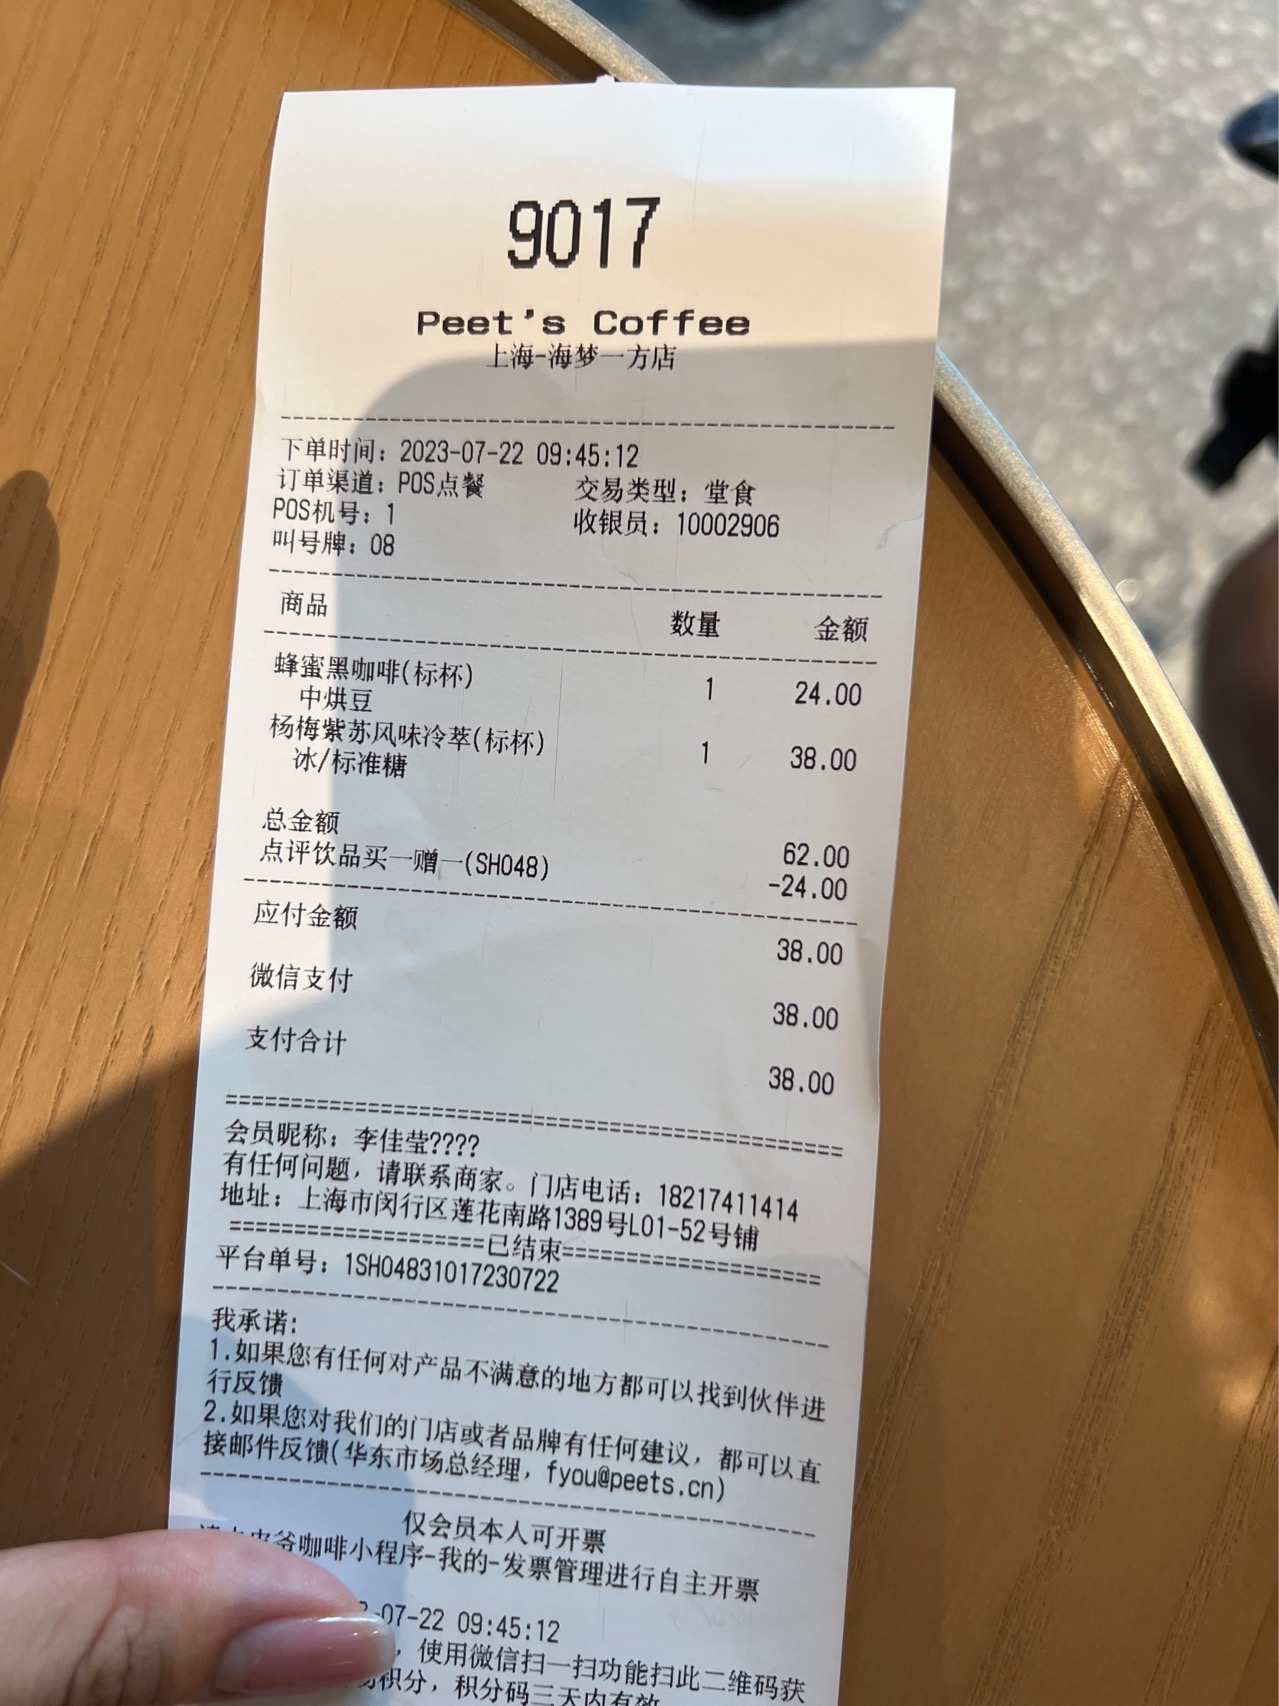 9017
Peet's Coffee
上海-海梦一方店
下单时间：2023-07-22 09:45:12
订单渠道：POS点餐 交易类型：堂食
POS机号：1 收银员：10002906
叫号牌：08
商品 数量 金额
蜂蜜黑咖啡(标杯) 1 24.00
中烘豆
杨梅紫苏风味冷萃(标杯) 1 38.00
冰/标准糖
总金额 62.00
点评饮品买一赠一(SH048) -24.00
应付金额 38.00
微信支付 38.00
支付合计 38.00
会员昵称：李佳莹????
有任何问题，请联系商家。门店电话：18217411414
地址：上海市闵行区莲花南路1389号L01-52号铺
==================已结束==================
平台单号：1SH04831017230722
我承诺:
1.如果您有任何对产品不满意的地方都可以找到伙伴进
行反馈
2.如果您对我们的门店或者品牌有任何建议，都可以直
接邮件反馈(华东市场总经理，fyou@peets.cn)
仅会员本人可开票
爷咖啡小程序-我的-发票管理进行自主开票
-07-22 09:45:12
，使用微信扫一扫功能扫此二维码获
积分，积分码三天内有效